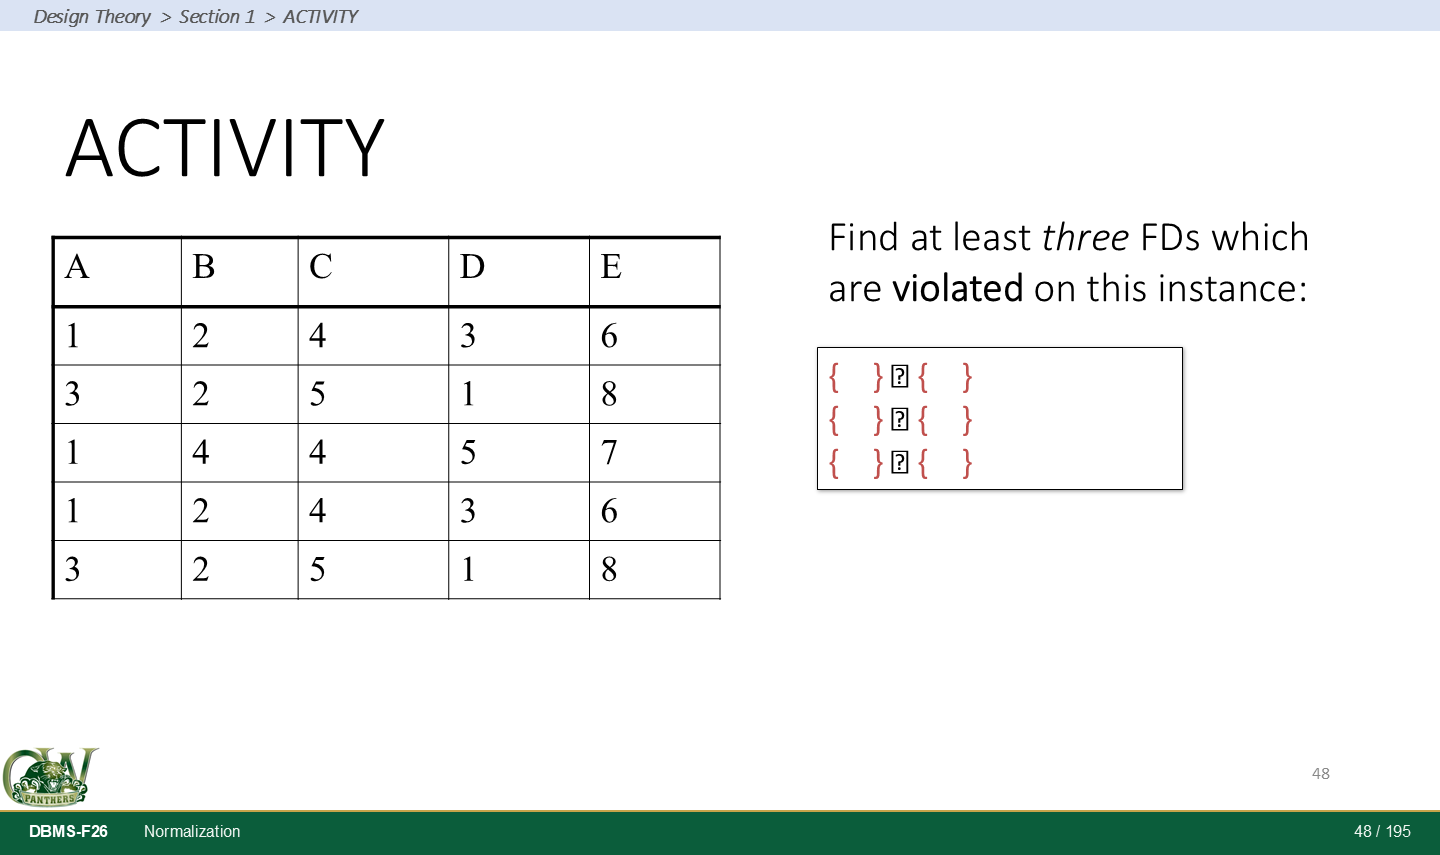 Design Theory > Section 1 > ACTIVITY
ACTIVITY
A B C D E
1 2 4 3 6
3 2 5 1 8
1 4 4 5 7
1 2 4 3 6
3 2 5 1 8
Find at least three FDs which
are violated on this instance:
{ } � { }
{ } � { }
{ } � { }
OW
PANTHERS
48
DBMS-F26 Normalization 48 / 195